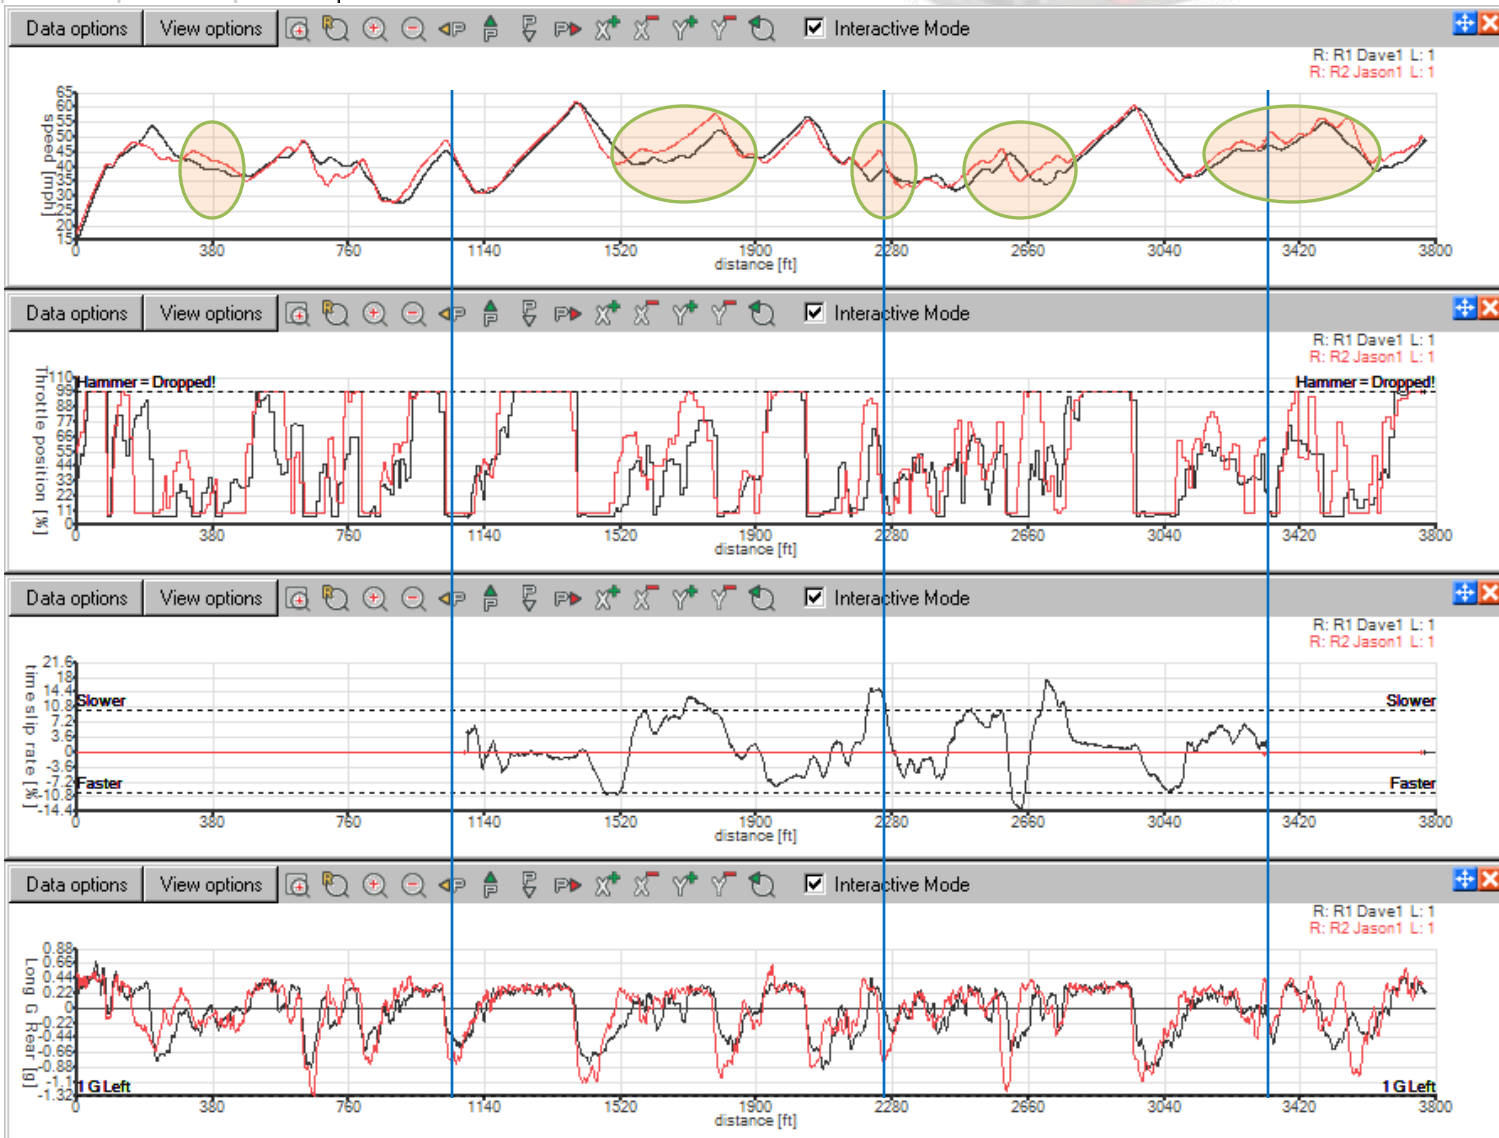 Data options View options Interactive Mode
R: R1 Dave1 L: 1
R: R2 Jason1 L: 1
speed [mph]
65
60
55
50
45
40
35
30
25
20
15
0 380 760 1140 1520 1900 2280 2660 3040 3420 3800
distance [ft]
Data options View options Interactive Mode
R: R1 Dave1 L: 1
R: R2 Jason1 L: 1
Throttle position [%]
110
99
88
77
66
55
44
33
22
11
0
Hammer = Dropped! Hammer = Dropped!
0 380 760 1140 1520 1900 2280 2660 3040 3420 3800
distance [ft]
Data options View options Interactive Mode
R: R1 Dave1 L: 1
R: R2 Jason1 L: 1
time slip rate [%]
21.6
18
14.4
10.8
7.2
3.6
0
-3.6
-7.2
-10.8
-14.4
Slower Slower
Faster Faster
0 380 760 1140 1520 1900 2280 2660 3040 3420 3800
distance [ft]
Data options View options Interactive Mode
R: R1 Dave1 L: 1
R: R2 Jason1 L: 1
Long G Rear [g]
0.88
0.66
0.44
0.22
0
-0.22
-0.44
-0.66
-0.88
-1.1
-1.32
1 G Left 1 G Left
0 380 760 1140 1520 1900 2280 2660 3040 3420 3800
distance [ft]